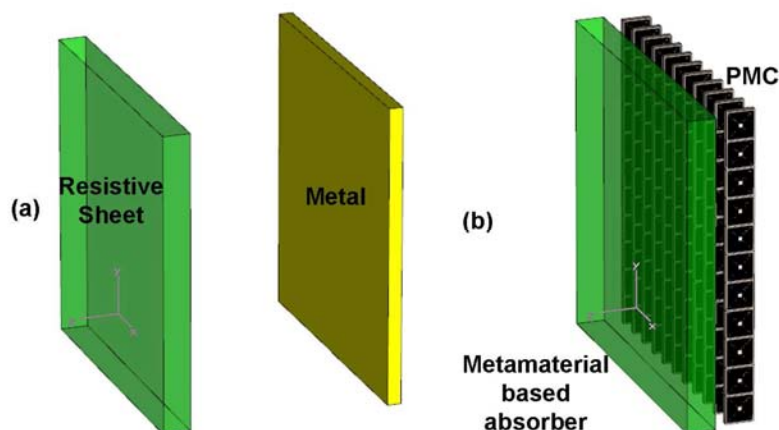 (a)
Resistive
Sheet
Metal
(b)
PMC
Metamaterial
based
absorber